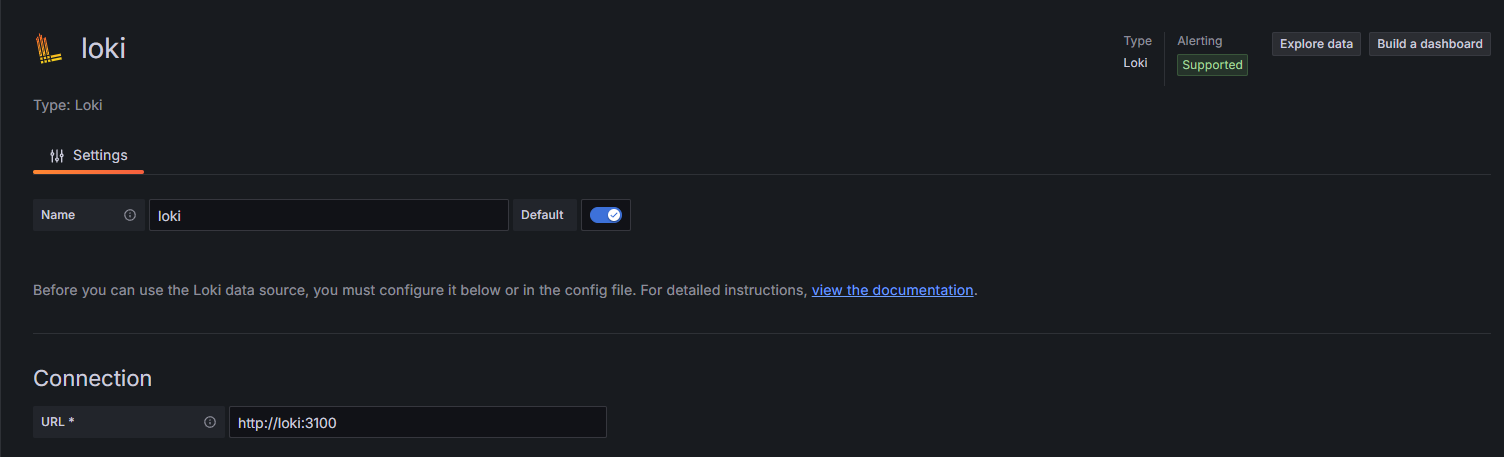 loki
Type Alerting Explore data Build a dashboard
Loki Supported
Type: Loki
Settings
Name loki Default
Before you can use the Loki data source, you must configure it below or in the config file. For detailed instructions, view the documentation.
Connection
URL * http://loki:3100